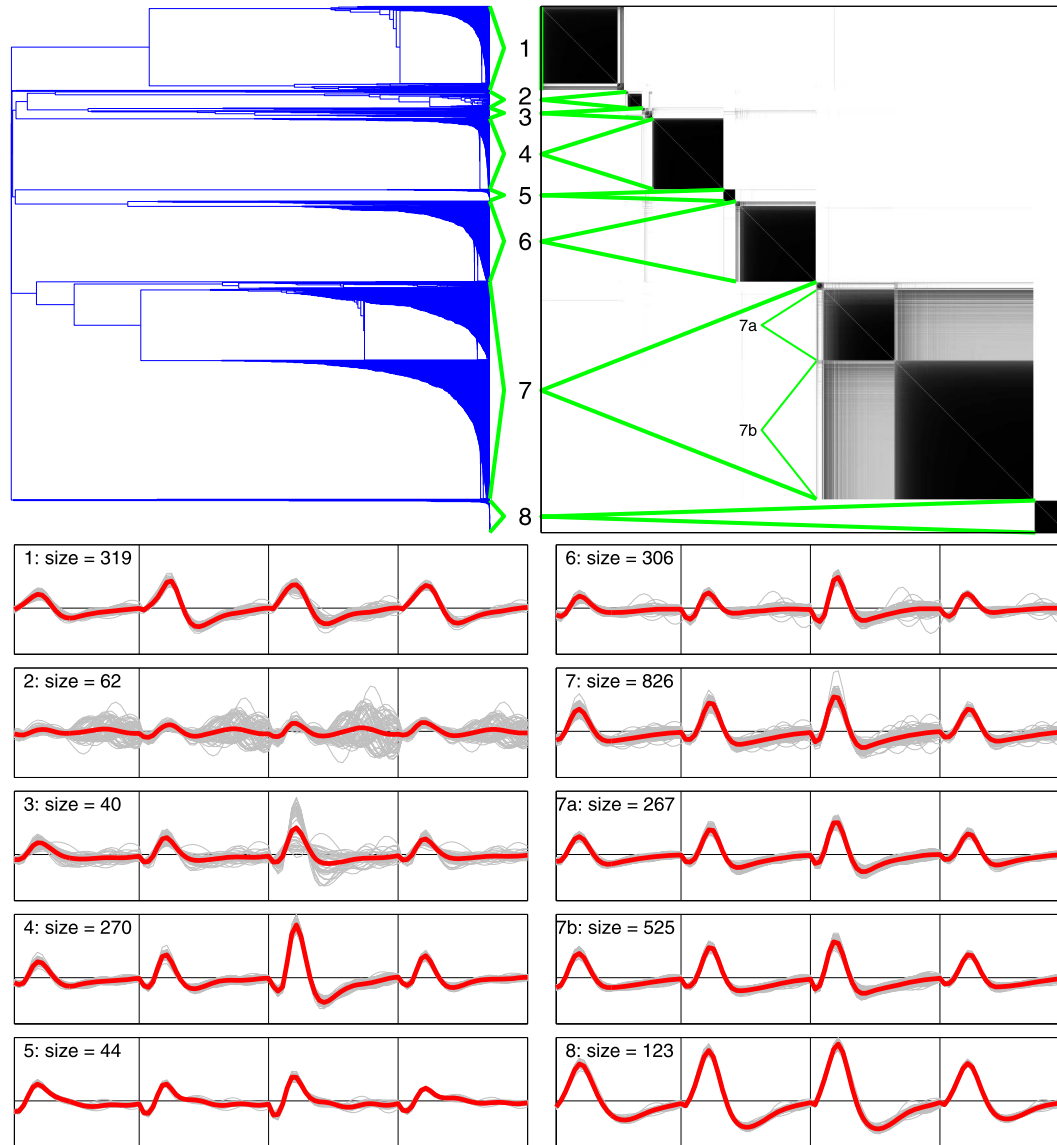 1
2
3
4
5
6
7
8
7a
7b
1: size = 319
2: size = 62
3: size = 40
4: size = 270
5: size = 44
6: size = 306
7: size = 826
7a: size = 267
7b: size = 525
8: size = 123